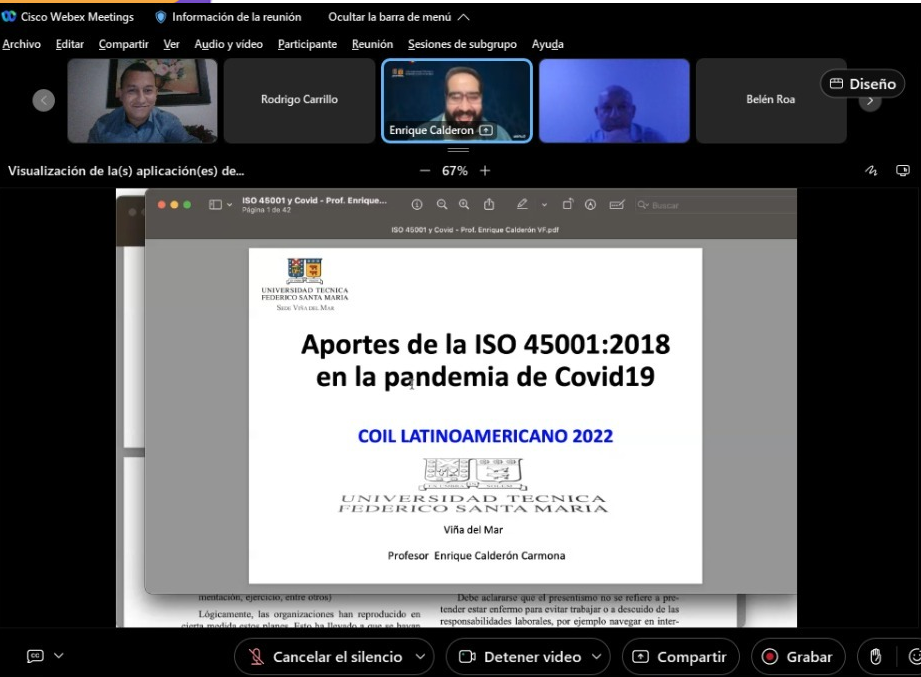 Cisco Webex Meetings
Información de la reunión
Ocultar la barra de menú
Archivo Editar Compartir Ver Audio y vídeo Participante Reunión Sesiones de subgrupo Ayuda
Rodrigo Carrillo
Enrique Calderon
Belén Roa
Diseño
Visualización de la(s) aplicación(es) de...
67%
ISO 45001 y Covid - Prof. Enrique...
Página 1 de 42
Buscar
ISO 45001 y Covid - Prof. Enrique Calderón VF.pdf
UNIVERSIDAD TECNICA
FEDERICO SANTA MARIA
SEDE VIÑA DEL MAR
Aportes de la ISO 45001:2018
en la pandemia de Covid19
COIL LATINOAMERICANO 2022
UNIVERSIDAD TECNICA
FEDERICO SANTA MARIA
Viña del Mar
Profesor Enrique Calderón Carmona
mentación, ejercicio, entre otros)
Lógicamente, las organizaciones han reproducido en
cierta medida estos planes. Esto ha llevado a que se hayan
Debe aclararse que el presentismo no se refiere a pre-
tender estar enfermo para evitar trabajar o a descuido de las
responsabilidades laborales, por ejemplo navegar en inter-
CC
Cancelar el silencio
Detener video
Compartir
Grabar